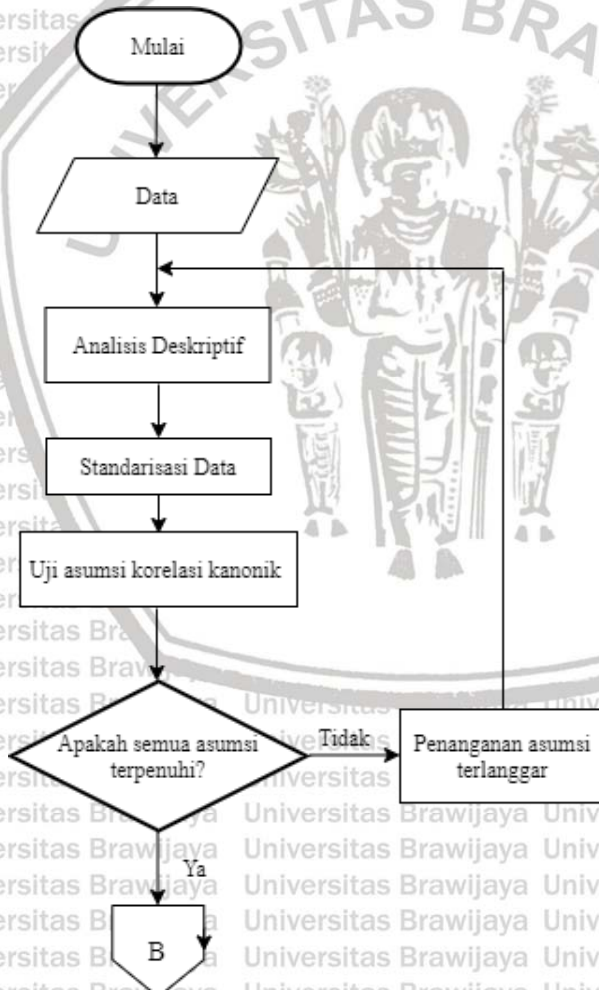 Mulai
Data
Analisis Deskriptif
Standarisasi Data
Uji asumsi korelasi kanonik
Apakah semua asumsi
terpenuhi?
Tidak
Penanganan asumsi
terlanggar
Ya
B